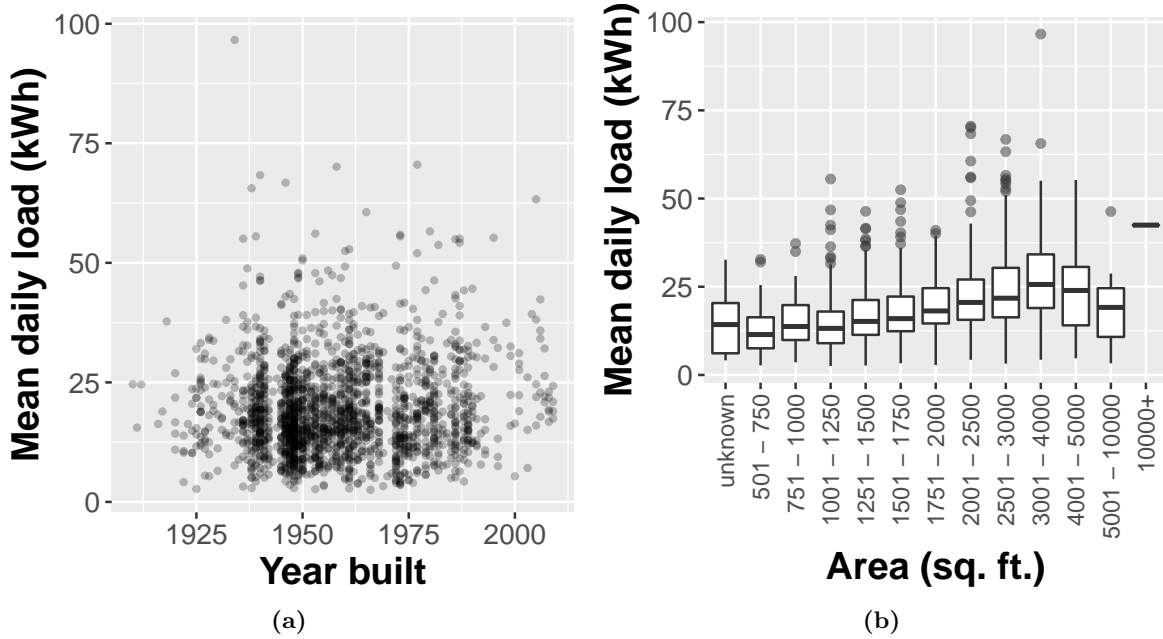 Mean daily load (kWh)
100
75
50
25
0
1925 1950 1975 2000
Year built
(a)
Mean daily load (kWh)
100
75
50
25
0
unknown
501 – 750
751 – 1000
1001 – 1250
1251 – 1500
1501 – 1750
1751 – 2000
2001 – 2500
2501 – 3000
3001 – 4000
4001 – 5000
5001 – 10000
10000+
Area (sq. ft.)
(b)